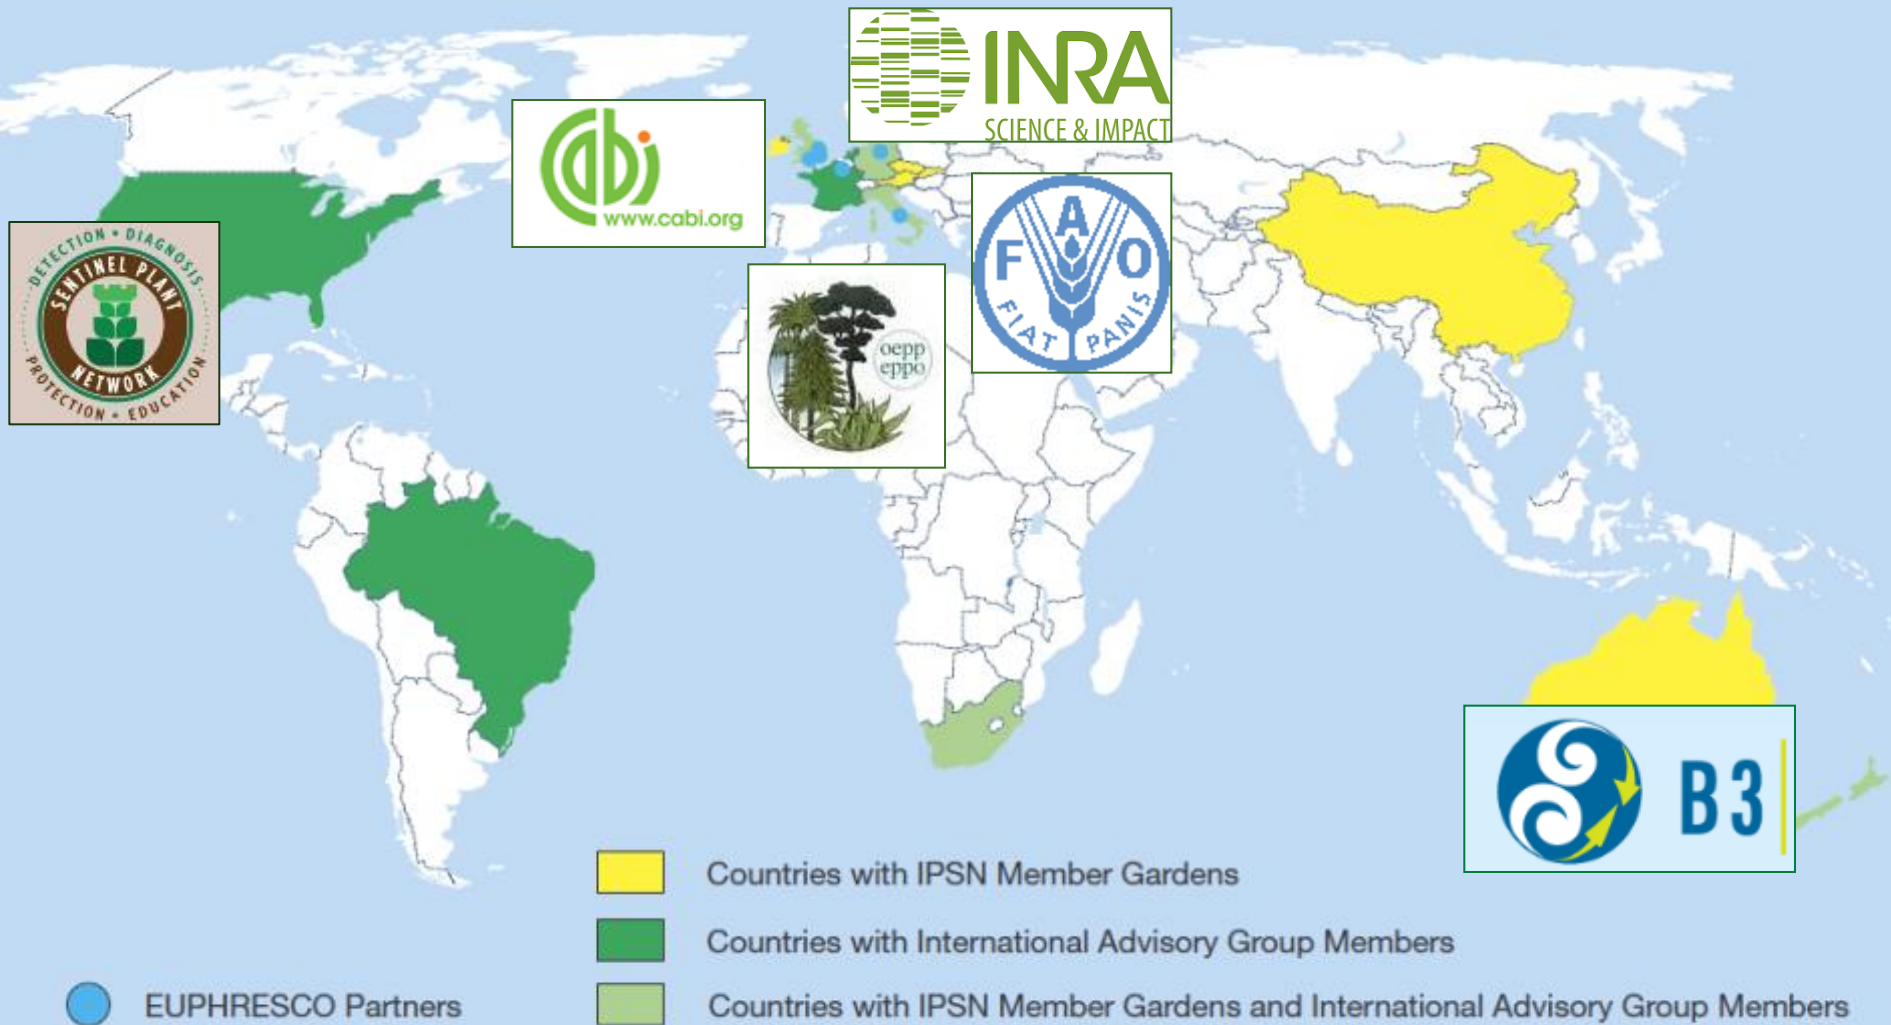 INRA
SCIENCE & IMPACT
cabi
www.cabi.org
DETECTION • DIAGNOSIS
SENTINEL PLANT
NETWORK
PROTECTION • EDUCATION
FAO
FIAT PANIS
oepp
eppo
B3
Countries with IPSN Member Gardens
Countries with International Advisory Group Members
EUPHRESCO Partners
Countries with IPSN Member Gardens and International Advisory Group Members